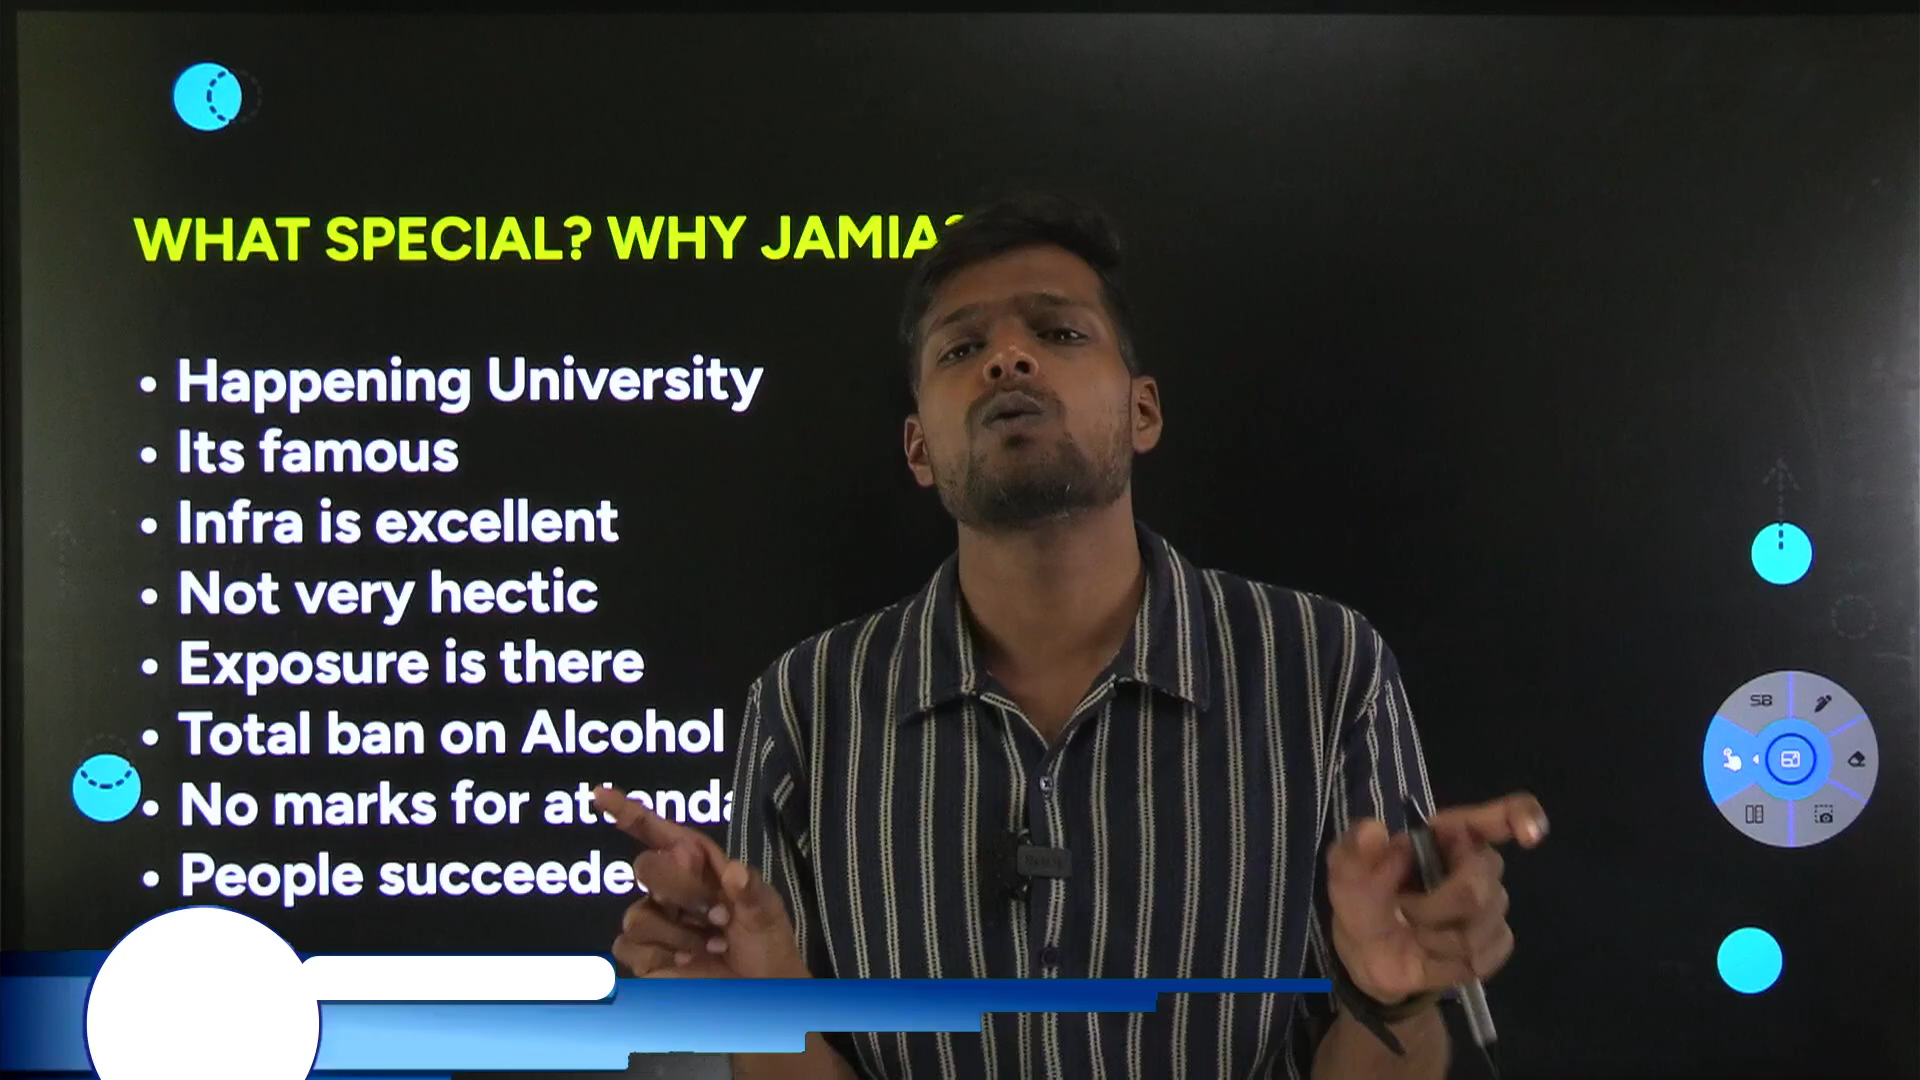 WHAT SPECIAL? WHY JAMIA?
• Happening University
• Its famous
• Infra is excellent
• Not very hectic
• Exposure is there
• Total ban on Alcohol
• No marks for
• People
SB